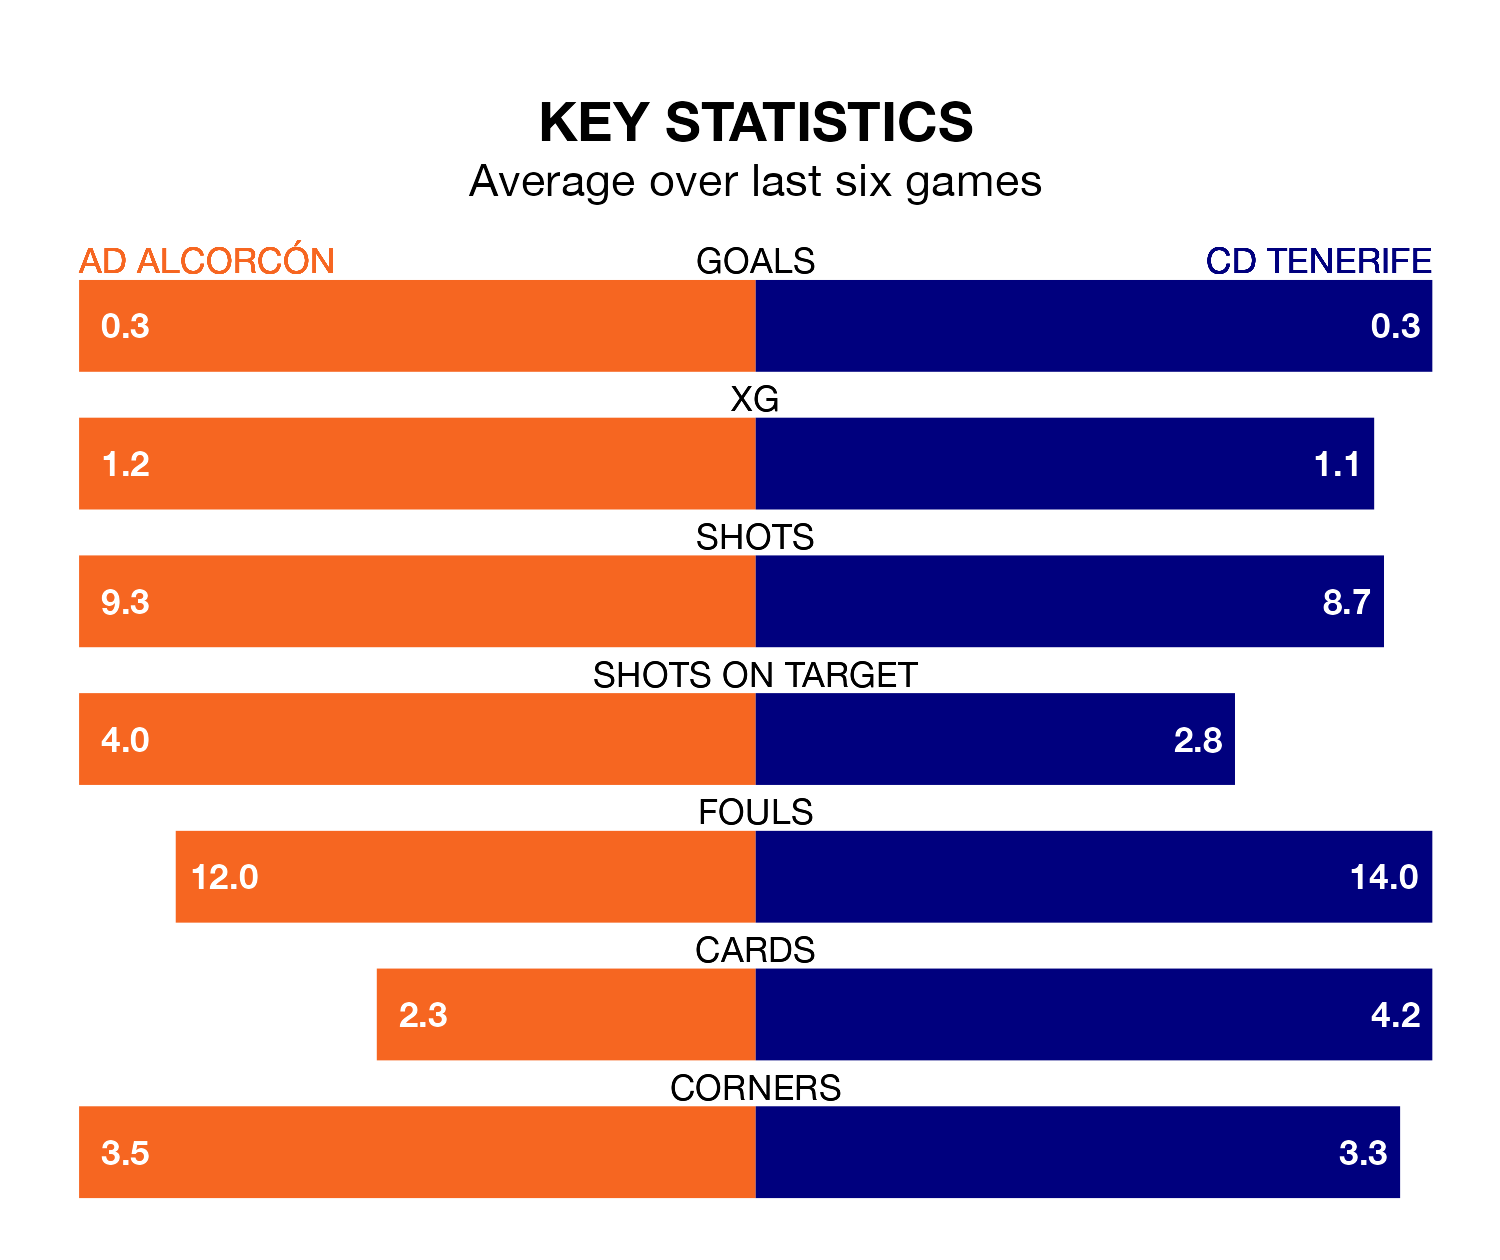 KEY STATISTICS
Average over last six games
AD ALCORCÓN GOALS CD TENERIFE
0.3 0.3
XG
1.2 1.1
SHOTS
9.3 8.7
SHOTS ON TARGET
4.0 2.8
FOULS
12.0 14.0
CARDS
2.3 4.2
CORNERS
3.5 3.3